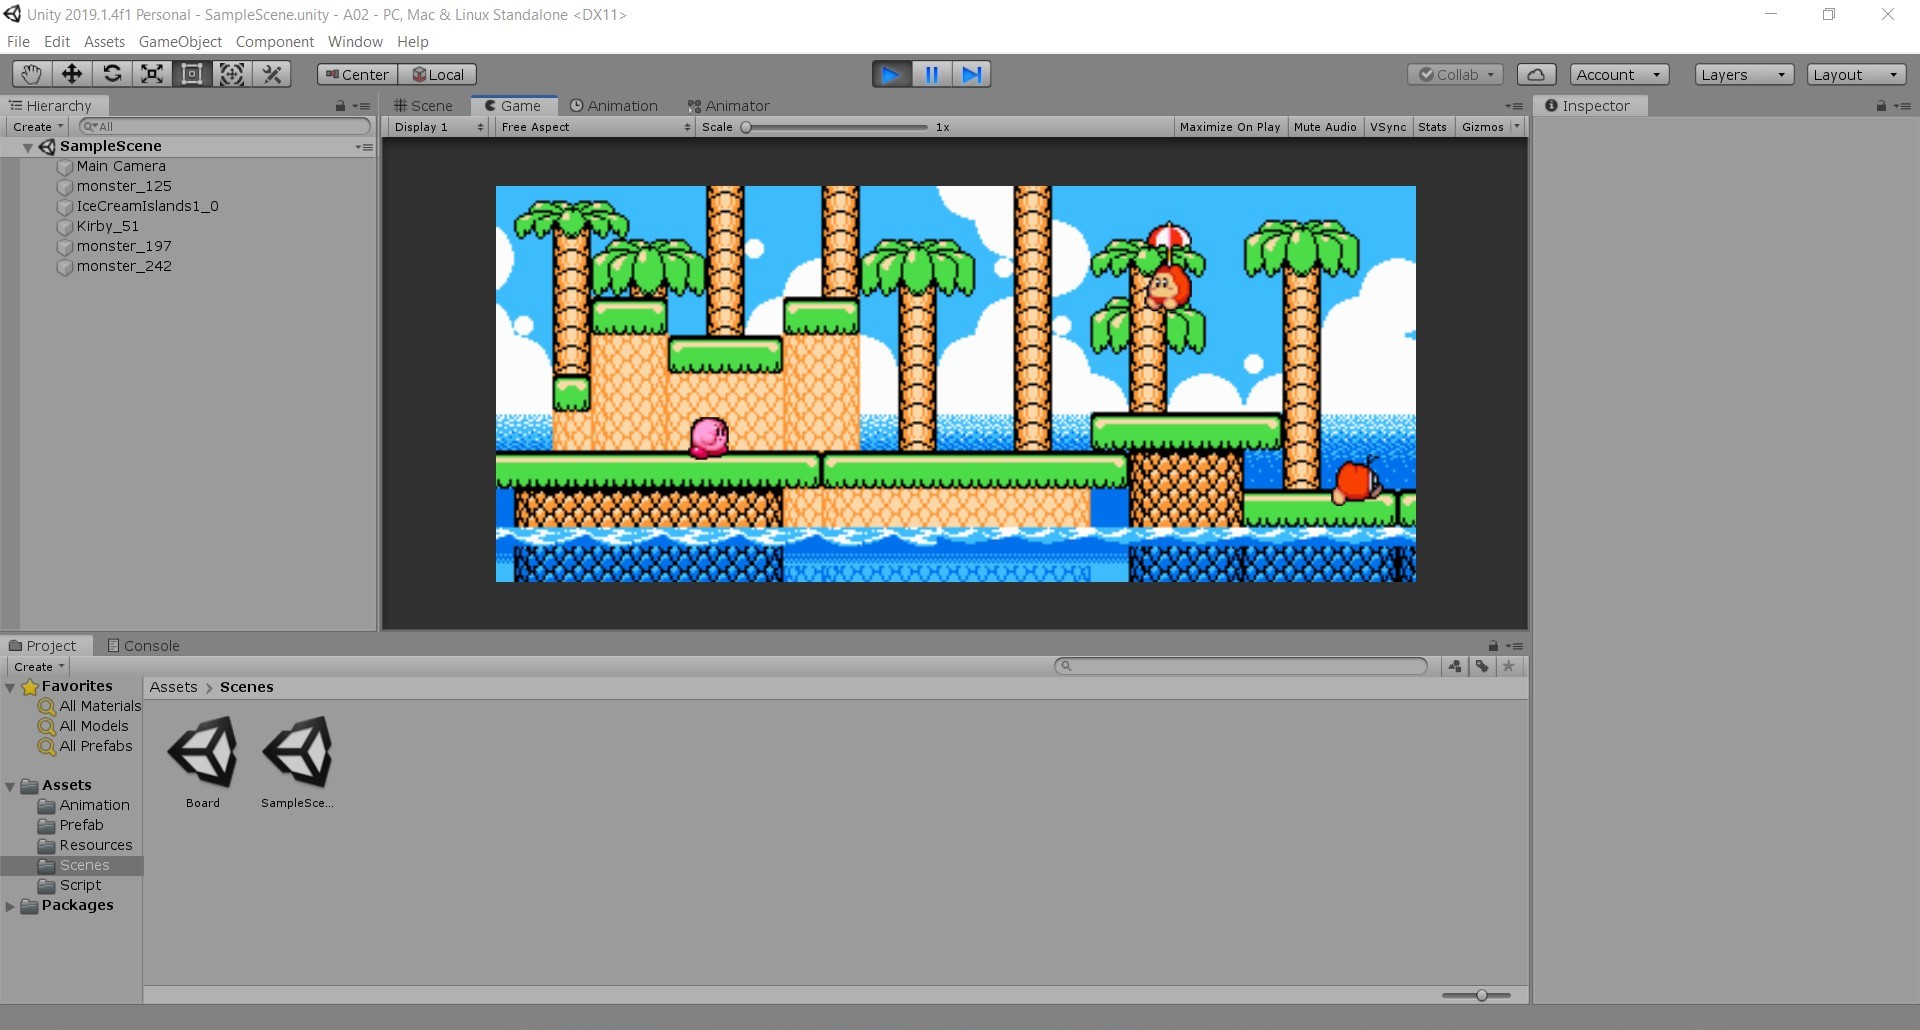 Unity 2019.1.4f1 Personal - SampleScene.unity - A02 - PC, Mac & Linux Standalone <DX11>
File Edit Assets GameObject Component Window Help
Center Local Collab Account Layers Layout
Hierarchy Scene Game Animation Animator Inspector
Create All Display 1 Free Aspect Scale 1x Maximize On Play Mute Audio VSync Stats Gizmos
SampleScene
Main Camera
monster_125
IceCreamIslands1_0
Kirby_51
monster_197
monster_242
Project Console
Create
Favorites
All Materials
All Models
All Prefabs
Assets
Animation
Prefab
Resources
Scenes
Script
Packages
Assets > Scenes
Board SampleSce...